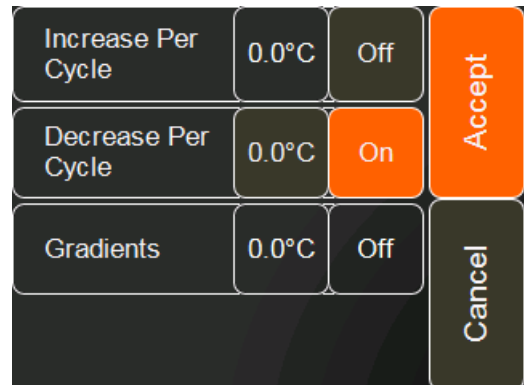 Increase Per
Cycle
0.0°C
Off
Decrease Per
Cycle
0.0°C
On
Gradients
0.0°C
Off
Accept
Cancel